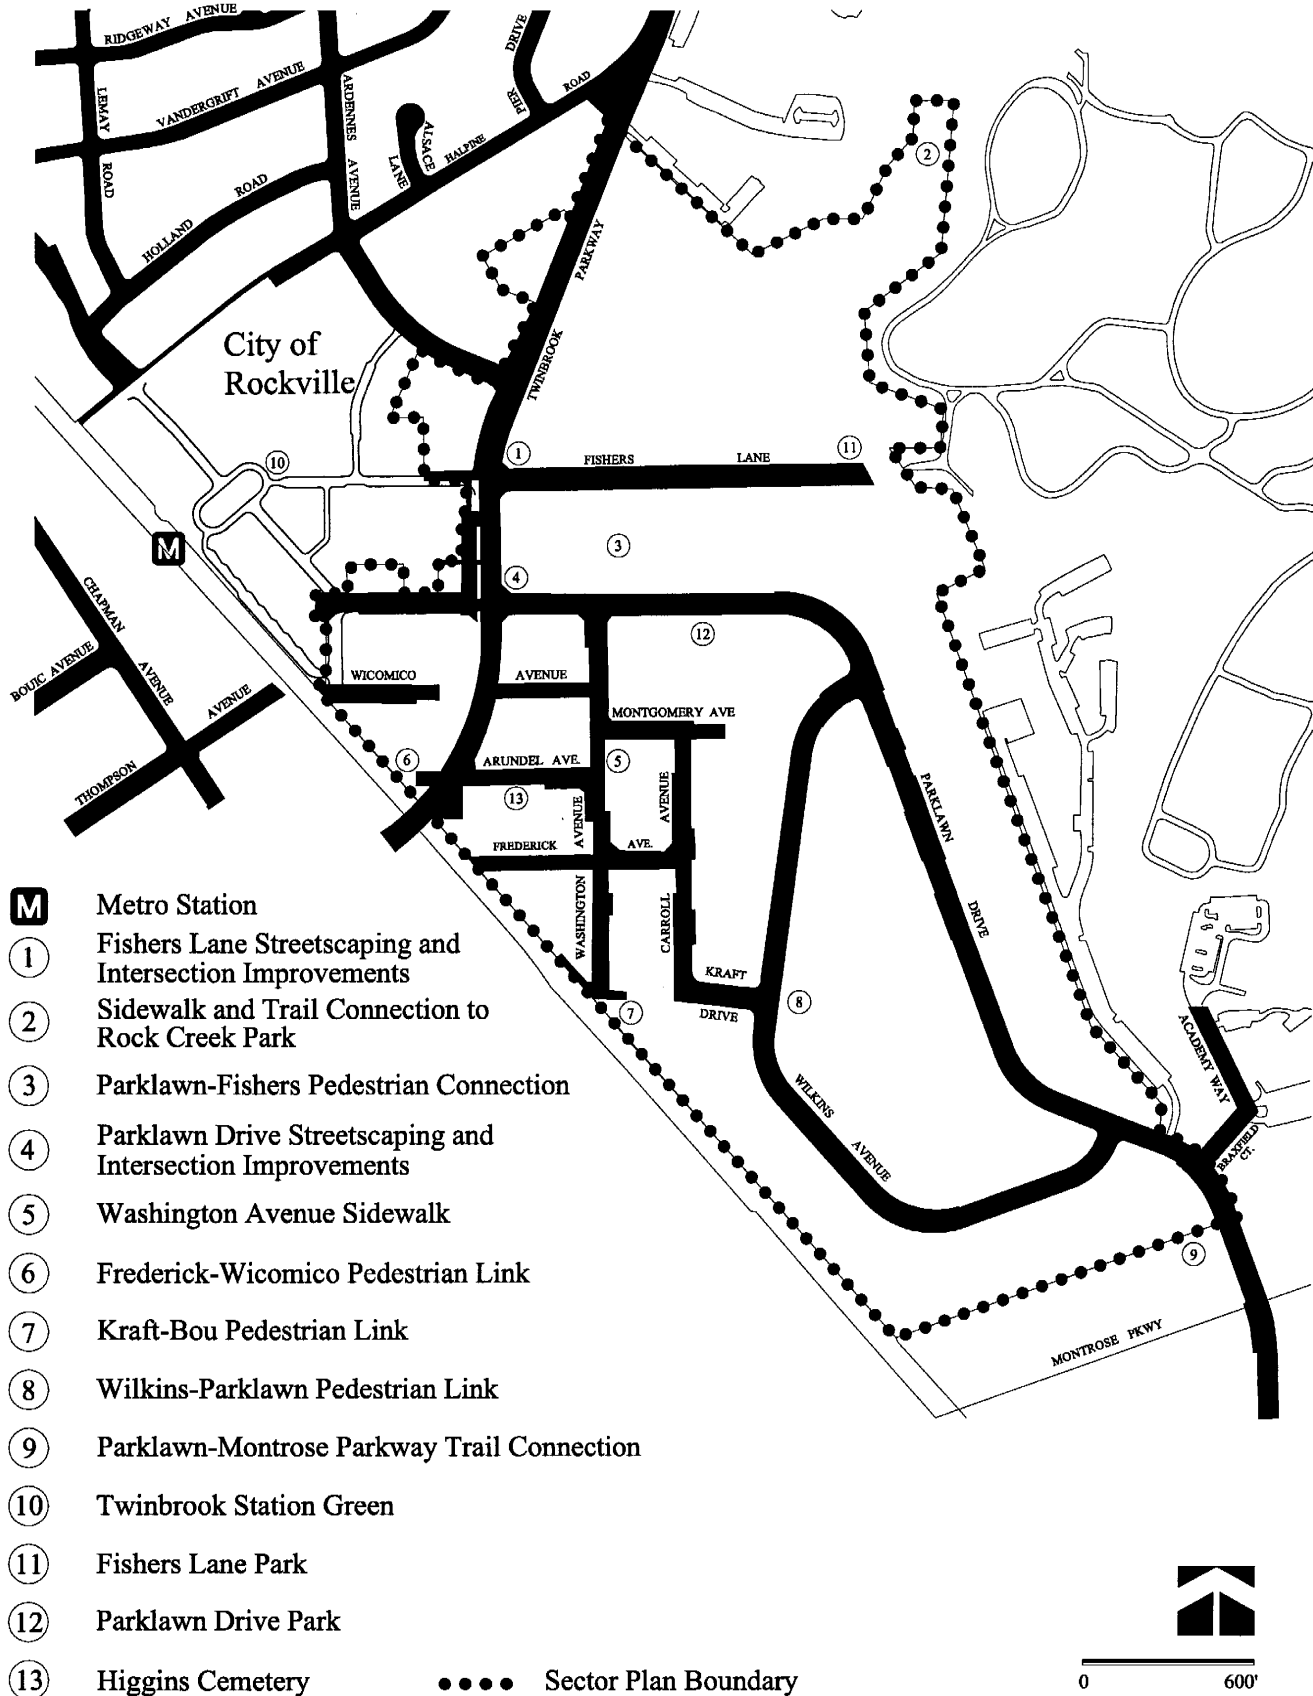 RIDGEWAY AVENUE
LEMAY ROAD
VANDERGRIFT AVENUE
ARDENNES AVENUE
ALSACE LANE
HALPINE ROAD
PIER DRIVE
HOLLAND ROAD
TWINBROOK PARKWAY
2
City of
Rockville
10
1
FISHERS LANE
11
M
3
4
12
CHAPMAN AVENUE
BOUIC AVENUE
THOMPSON AVENUE
WICOMICO AVENUE
MONTGOMERY AVE
6
ARUNDEL AVE.
5
13
WASHINGTON AVENUE
CARROLL AVENUE
FREDERICK AVE.
PARKLAWN DRIVE
KRAFT
DRIVE
8
7
WILKINS AVENUE
ACADEMY WAY
BRAXFIELD
CT.
9
MONTROSE PKWY
M Metro Station
1 Fishers Lane Streetscaping and
Intersection Improvements
2 Sidewalk and Trail Connection to
Rock Creek Park
3 Parklawn-Fishers Pedestrian Connection
4 Parklawn Drive Streetscaping and
Intersection Improvements
5 Washington Avenue Sidewalk
6 Frederick-Wicomico Pedestrian Link
7 Kraft-Bou Pedestrian Link
8 Wilkins-Parklawn Pedestrian Link
9 Parklawn-Montrose Parkway Trail Connection
10 Twinbrook Station Green
11 Fishers Lane Park
12 Parklawn Drive Park
13 Higgins Cemetery
Sector Plan Boundary
0 600'